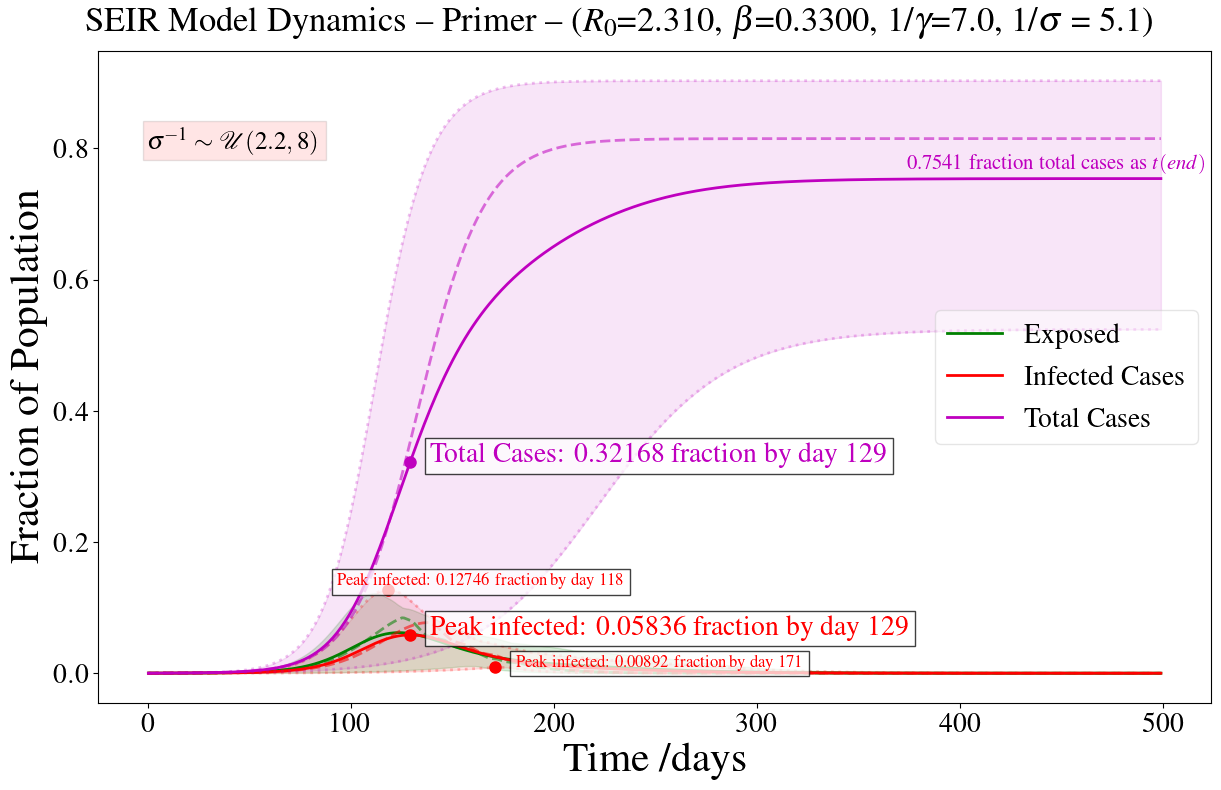 SEIR Model Dynamics – Primer – (R₀=2.310, β=0.3300, 1/γ=7.0, 1/σ = 5.1)
σ⁻¹ ∼ 𝒰 (2.2, 8)
0.7541 fraction total cases as t(end)
Exposed
Infected Cases
Total Cases
Total Cases: 0.32168 fraction by day 129
Peak infected: 0.12746 fraction by day 118
Peak infected: 0.05836 fraction by day 129
Peak infected: 0.00892 fraction by day 171
Fraction of Population
0.8
0.6
0.4
0.2
0.0
0 100 200 300 400 500
Time /days